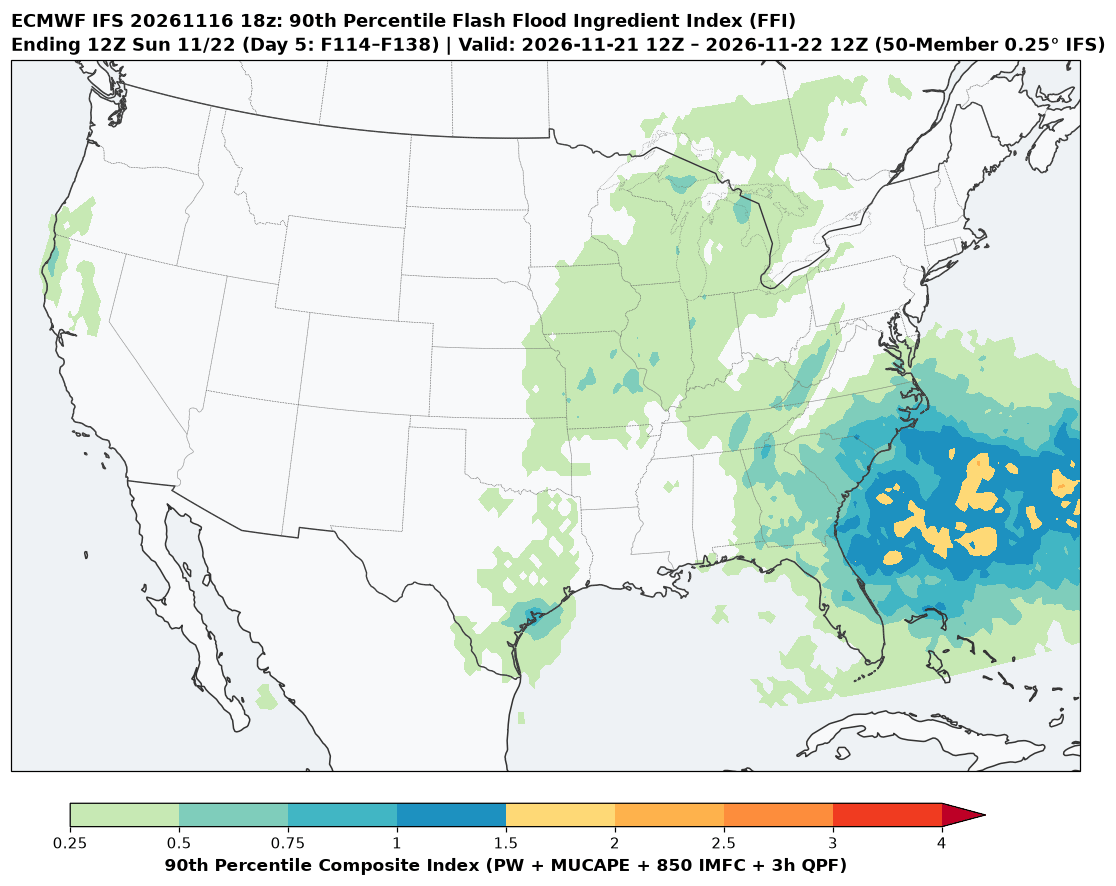 ECMWF IFS 20261116 18z: 90th Percentile Flash Flood Ingredient Index (FFI)
Ending 12Z Sun 11/22 (Day 5: F114–F138) | Valid: 2026-11-21 12Z – 2026-11-22 12Z (50-Member 0.25° IFS)
0.25 0.5 0.75 1 1.5 2 2.5 3 4
90th Percentile Composite Index (PW + MUCAPE + 850 IMFC + 3h QPF)